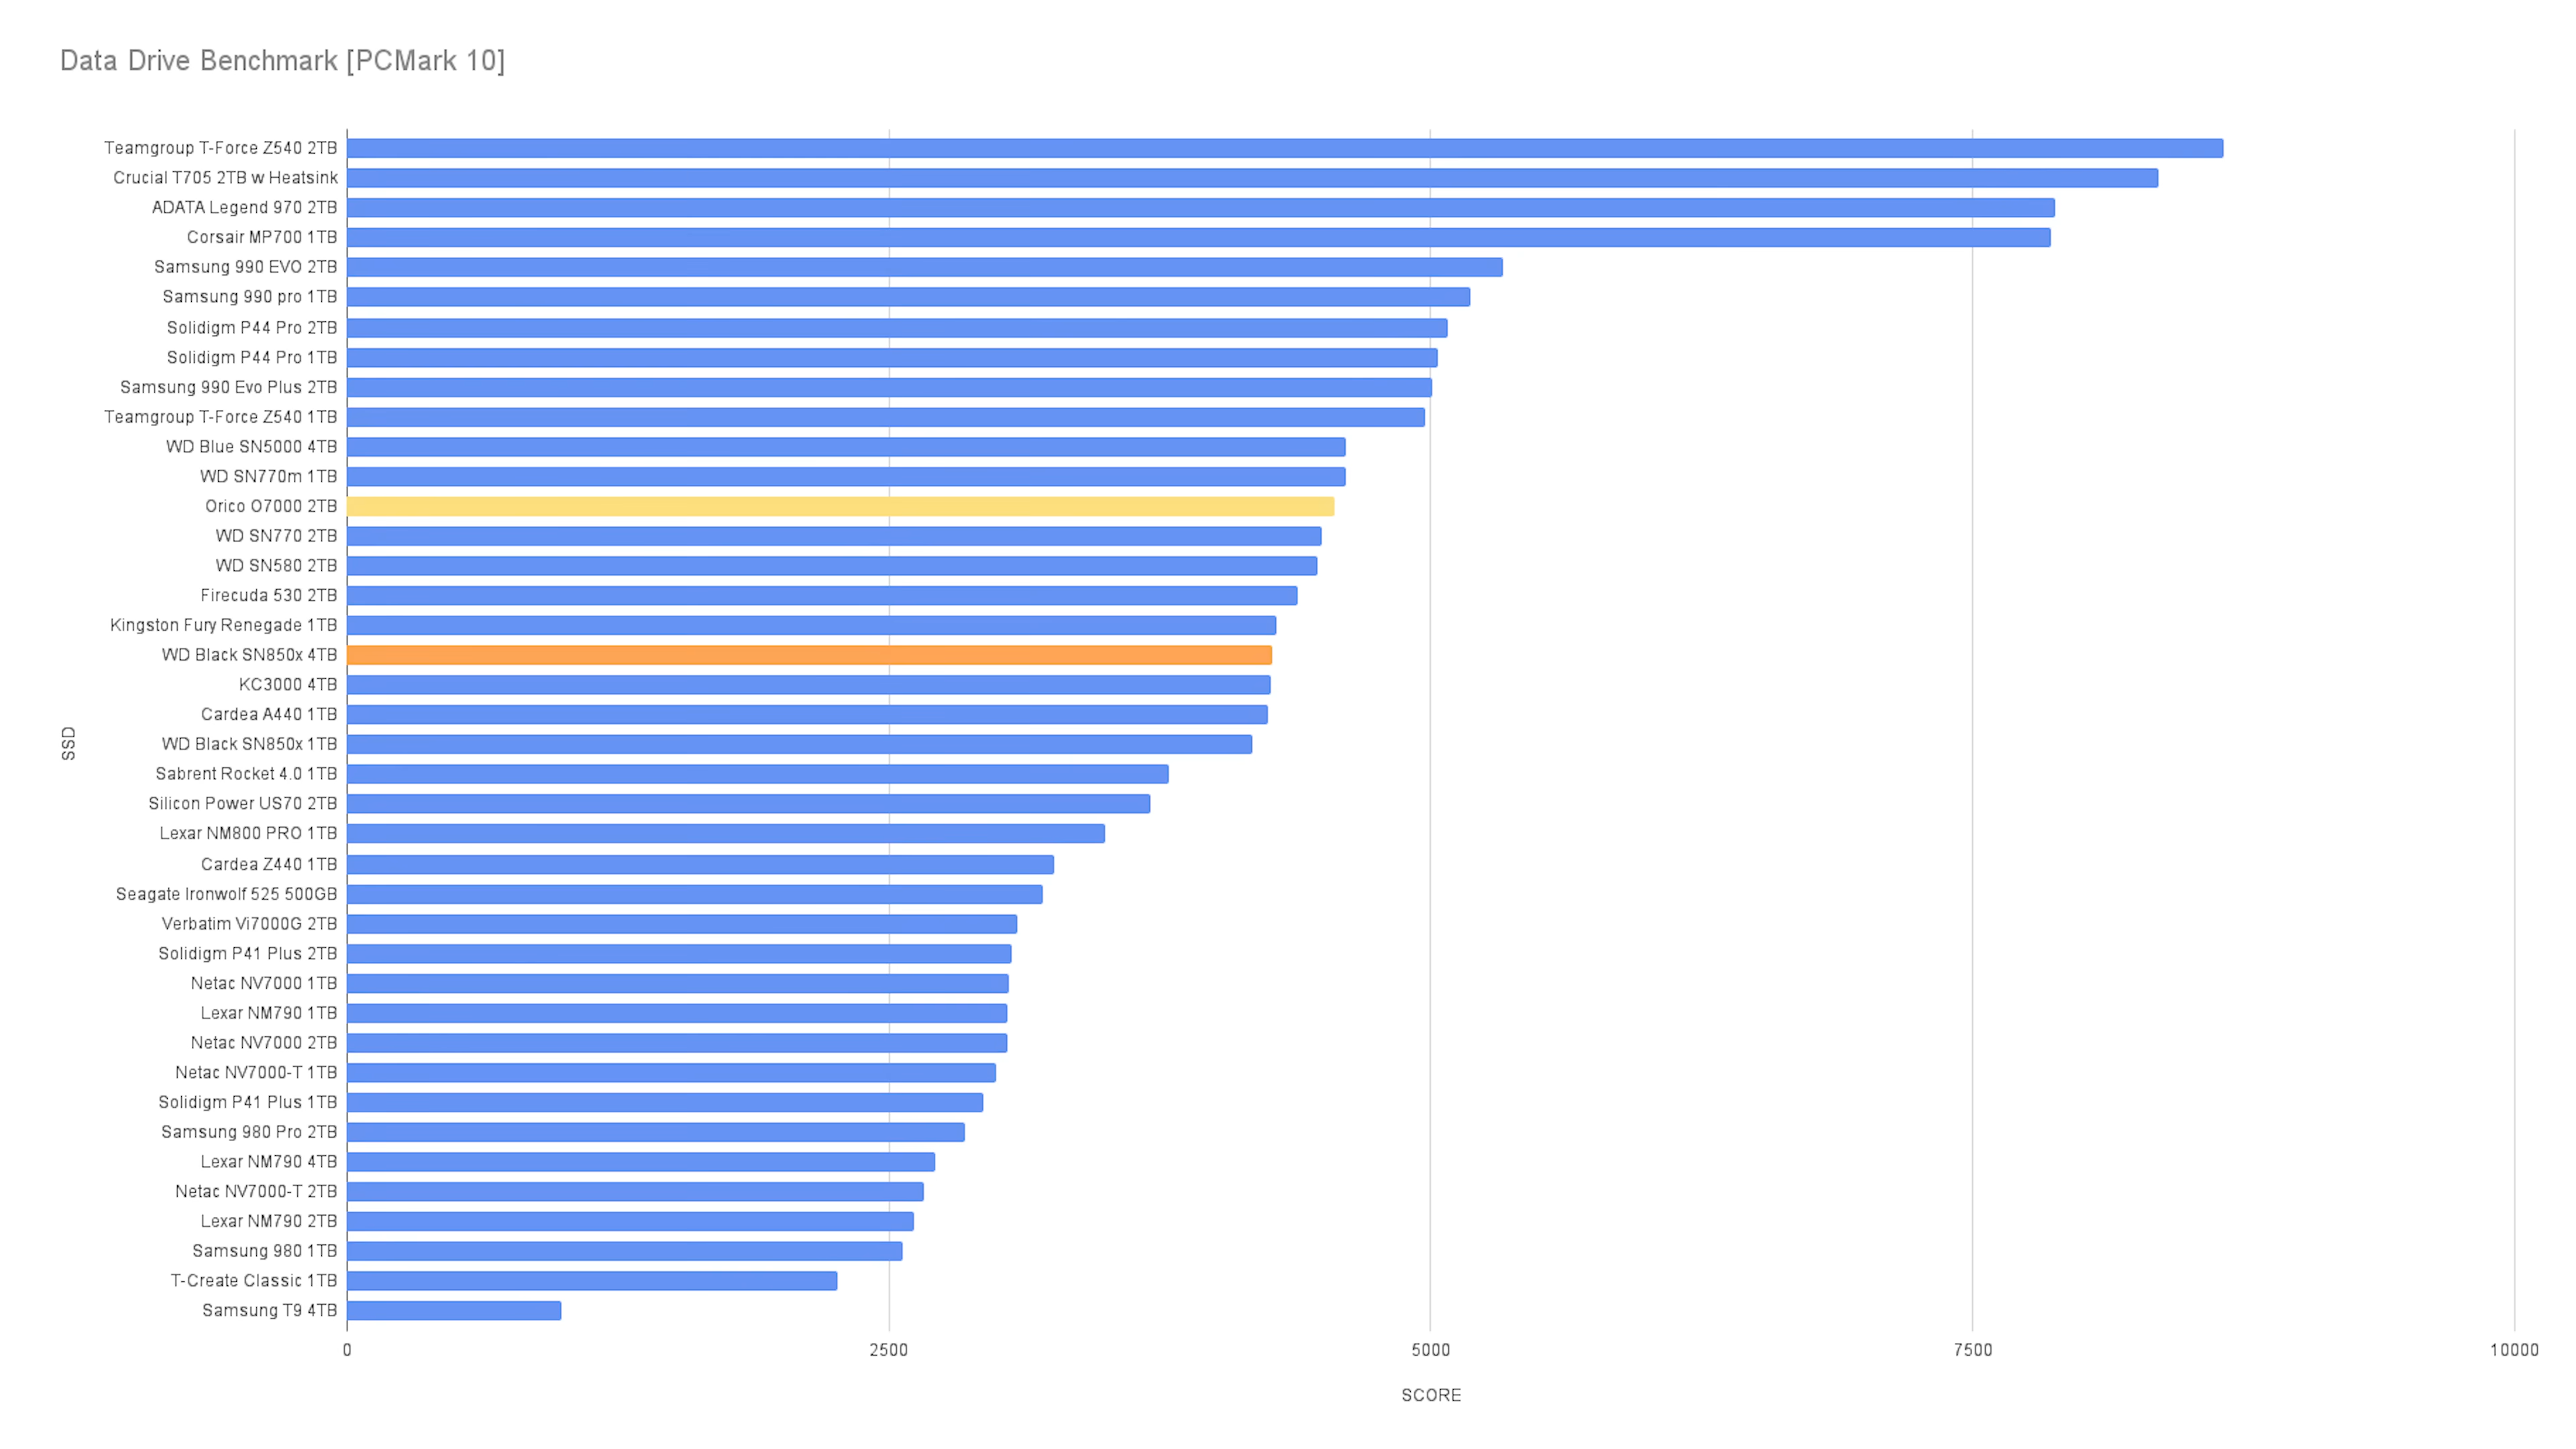 Data Drive Benchmark [PCMark 10]
Teamgroup T-Force Z540 2TB
Crucial T705 2TB w Heatsink
ADATA Legend 970 2TB
Corsair MP700 1TB
Samsung 990 EVO 2TB
Samsung 990 pro 1TB
Solidigm P44 Pro 2TB
Solidigm P44 Pro 1TB
Samsung 990 Evo Plus 2TB
Teamgroup T-Force Z540 1TB
WD Blue SN5000 4TB
WD SN770m 1TB
Orico O7000 2TB
WD SN770 2TB
WD SN580 2TB
Firecuda 530 2TB
Kingston Fury Renegade 1TB
WD Black SN850x 4TB
KC3000 4TB
Cardea A440 1TB
WD Black SN850x 1TB
Sabrent Rocket 4.0 1TB
Silicon Power US70 2TB
Lexar NM800 PRO 1TB
Cardea Z440 1TB
Seagate Ironwolf 525 500GB
Verbatim Vi7000G 2TB
Solidigm P41 Plus 2TB
Netac NV7000 1TB
Lexar NM790 1TB
Netac NV7000 2TB
Netac NV7000-T 1TB
Solidigm P41 Plus 1TB
Samsung 980 Pro 2TB
Lexar NM790 4TB
Netac NV7000-T 2TB
Lexar NM790 2TB
Samsung 980 1TB
T-Create Classic 1TB
Samsung T9 4TB
SSD
0 2500 5000 7500 10000
SCORE